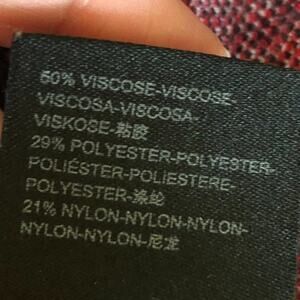 50% VISCOSE-VISCOSE-
VISCOSA-VISCOSA-
VISKOSE-粘胶
29% POLYESTER-POLYESTER-
POLIÉSTER-POLIESTERE-
POLYESTER-涤纶
21% NYLON-NYLON-NYLON-
NYLON-NYLON-尼龙